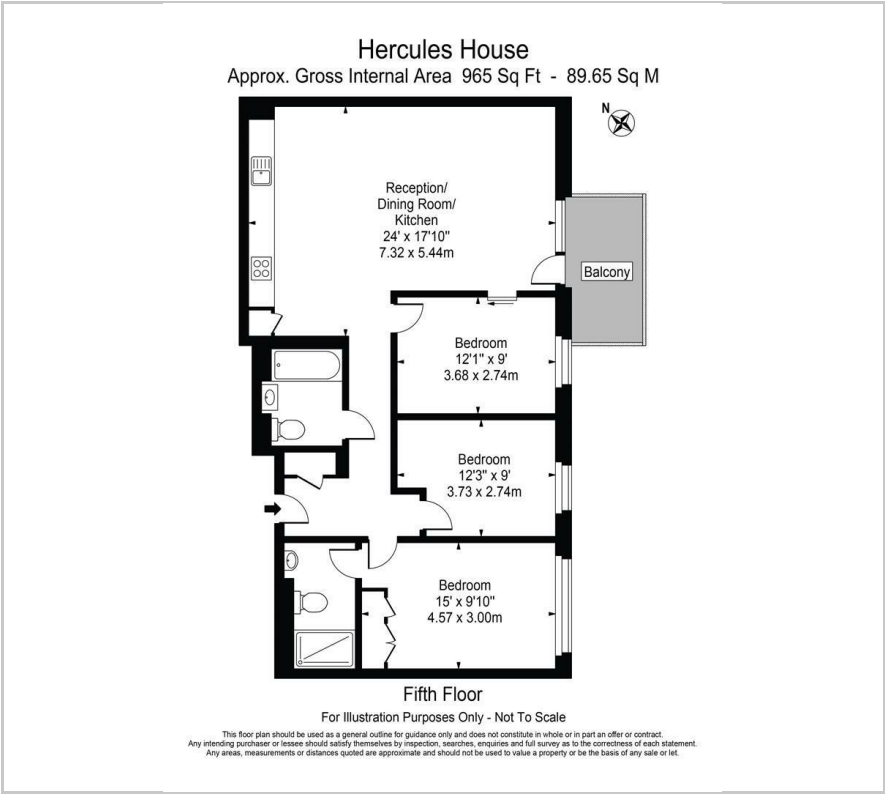 Hercules House
Approx. Gross Internal Area 965 Sq Ft - 89.65 Sq M
N
Reception/
Dining Room/
Kitchen
24' x 17'10"
7.32 x 5.44m
Balcony
Bedroom
12'1" x 9'
3.68 x 2.74m
Bedroom
12'3" x 9'
3.73 x 2.74m
Bedroom
15' x 9'10"
4.57 x 3.00m
Fifth Floor
For Illustration Purposes Only - Not To Scale
This floor plan should be used as a general outline for guidance only and does not constitute in whole or in part an offer or contract.
Any intending purchaser or lessee should satisfy themselves by inspection, searches, enquiries and full survey as to the correctness of each statement.
Any areas, measurements or distances quoted are approximate and should not be used to value a property or be the basis of any sale or let.